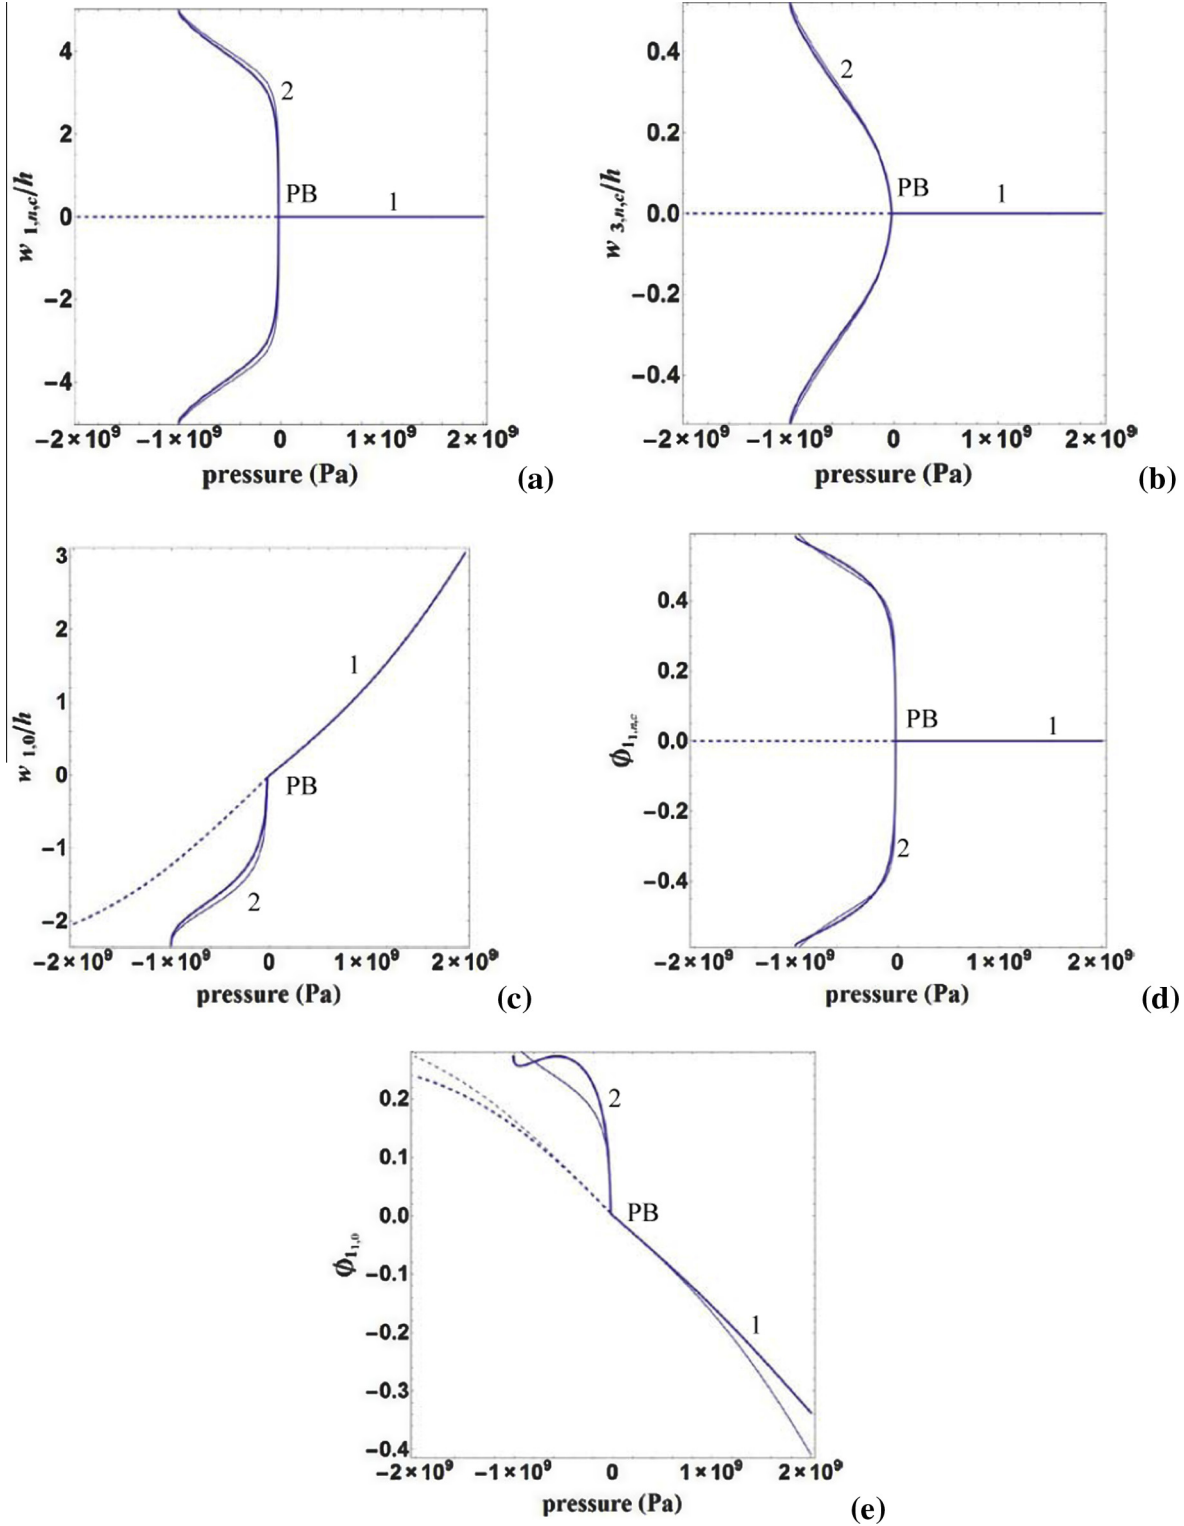 4
2
0
−2
−4
w 1,n,c/h
2
PB
1
−2×10⁹ −1×10⁹ 0 1×10⁹ 2×10⁹
pressure (Pa)
(a)
0.4
0.2
0.0
−0.2
−0.4
w 3,n,c/h
2
PB
1
−2×10⁹ −1×10⁹ 0 1×10⁹ 2×10⁹
pressure (Pa)
(b)
3
2
1
0
−1
−2
w 1,0/h
1
PB
2
−2×10⁹ −1×10⁹ 0 1×10⁹ 2×10⁹
pressure (Pa)
(c)
0.4
0.2
0.0
−0.2
−0.4
ϕ1₁,n,c
PB
1
2
−2×10⁹ −1×10⁹ 0 1×10⁹ 2×10⁹
pressure (Pa)
(d)
0.2
0.1
0.0
−0.1
−0.2
−0.3
−0.4
ϕ1₁,0
2
PB
1
−2×10⁹ −1×10⁹ 0 1×10⁹ 2×10⁹
pressure (Pa)
(e)